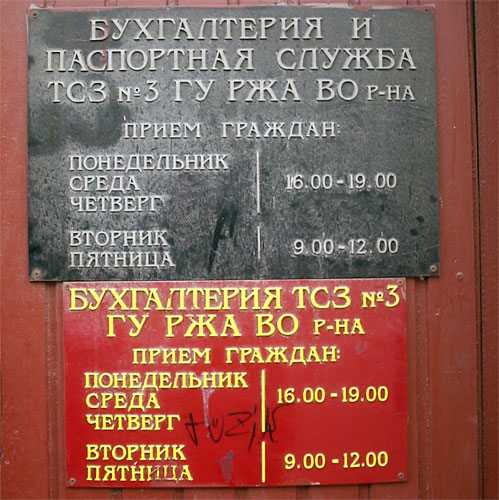 БУХГАЛТЕРИЯ И
ПАСПОРТНАЯ СЛУЖБА
ТСЗ №3 ГУ РЖА ВО Р-НА
ПРИЕМ ГРАЖДАН:
ПОНЕДЕЛЬНИК
СРЕДА 16.00-19.00
ЧЕТВЕРГ
ВТОРНИК 9.00-12.00
ПЯТНИЦА
БУХГАЛТЕРИЯ ТСЗ №3
ГУ РЖА ВО Р-НА
ПРИЕМ ГРАЖДАН:
ПОНЕДЕЛЬНИК
СРЕДА 16.00-19.00
ЧЕТВЕРГ
ВТОРНИК 9.00-12.00
ПЯТНИЦА